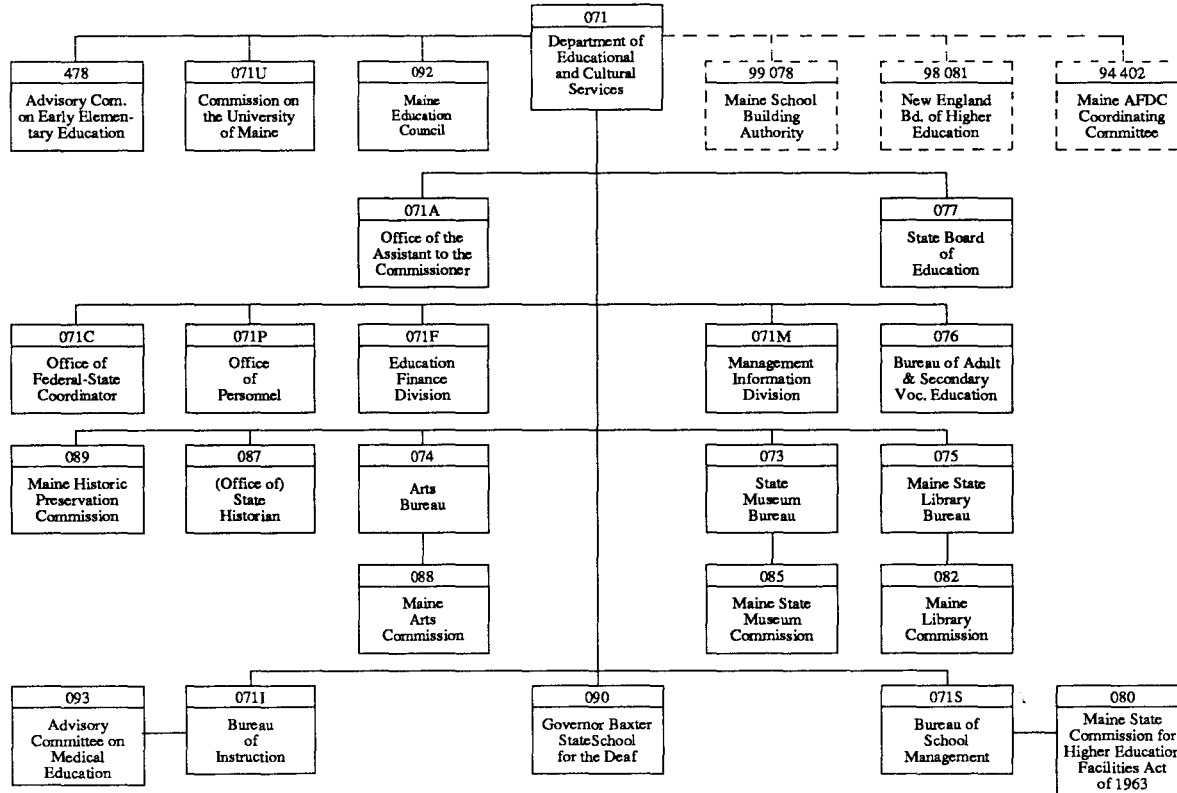 071
Department of
Educational
and Cultural
Services
478
Advisory Com.
on Early Elemen-
tary Education
071U
Commission on
the University
of Maine
092
Maine
Education
Council
99 078
Maine School
Building
Authority
98 081
New England
Bd. of Higher
Education
94 402
Maine AFDC
Coordinating
Committee
071A
Office of the
Assistant to the
Commissioner
077
State Board
of
Education
071C
Office of
Federal-State
Coordinator
071P
Office
of
Personnel
071F
Education
Finance
Division
071M
Management
Information
Division
076
Bureau of Adult
& Secondary
Voc. Education
089
Maine Historic
Preservation
Commission
087
(Office of)
State
Historian
074
Arts
Bureau
073
State
Museum
Bureau
075
Maine State
Library
Bureau
088
Maine
Arts
Commission
085
Maine State
Museum
Commission
082
Maine
Library
Commission
093
Advisory
Committee on
Medical
Education
071I
Bureau
of
Instruction
090
Governor Baxter
StateSchool
for the Deaf
071S
Bureau of
School
Management
080
Maine State
Commission for
Higher Education
Facilities Act
of 1963